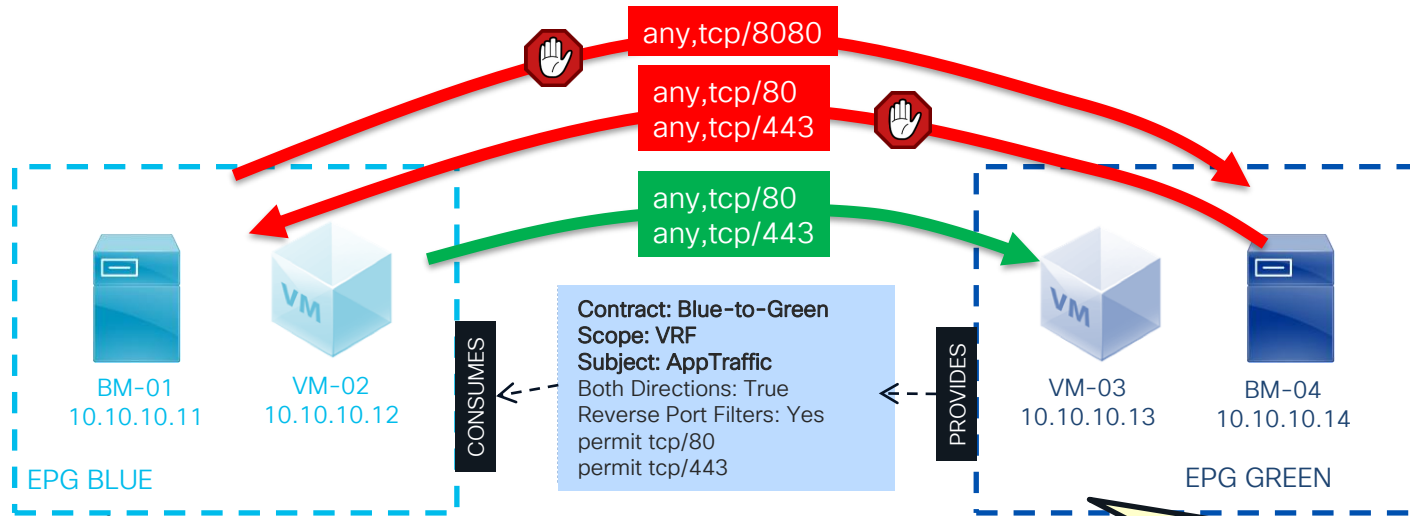 any,tcp/8080
any,tcp/80
any,tcp/443
any,tcp/80
any,tcp/443
VM
BM-01
10.10.10.11
VM-02
10.10.10.12
EPG BLUE
CONSUMES
Contract: Blue-to-Green
Scope: VRF
Subject: AppTraffic
Both Directions: True
Reverse Port Filters: Yes
permit tcp/80
permit tcp/443
PROVIDES
VM
VM-03
10.10.10.13
BM-04
10.10.10.14
EPG GREEN